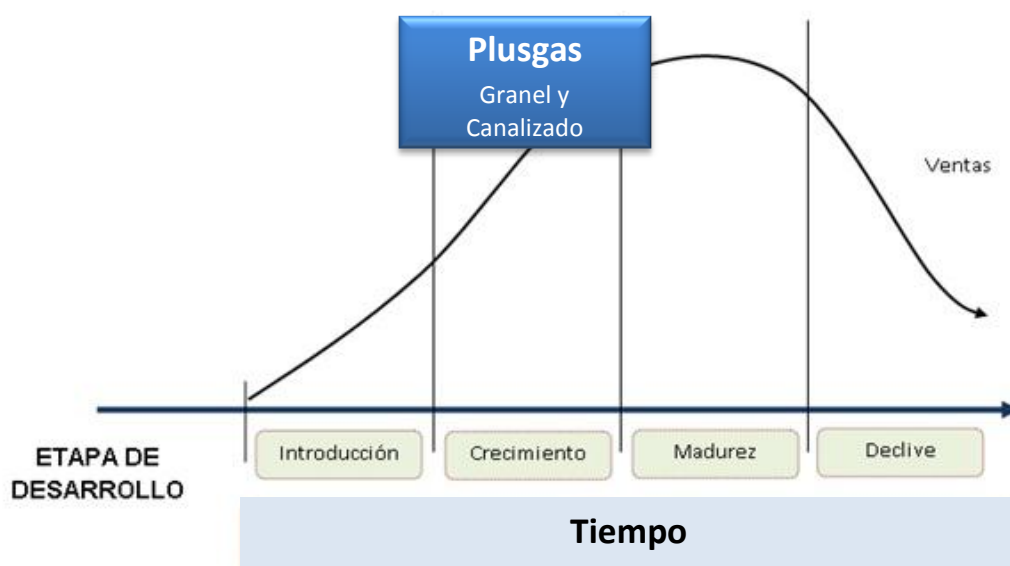 Plusgas
Granel y
Canalizado
Ventas
ETAPA DE
DESARROLLO
Introducción
Crecimiento
Madurez
Declive
Tiempo